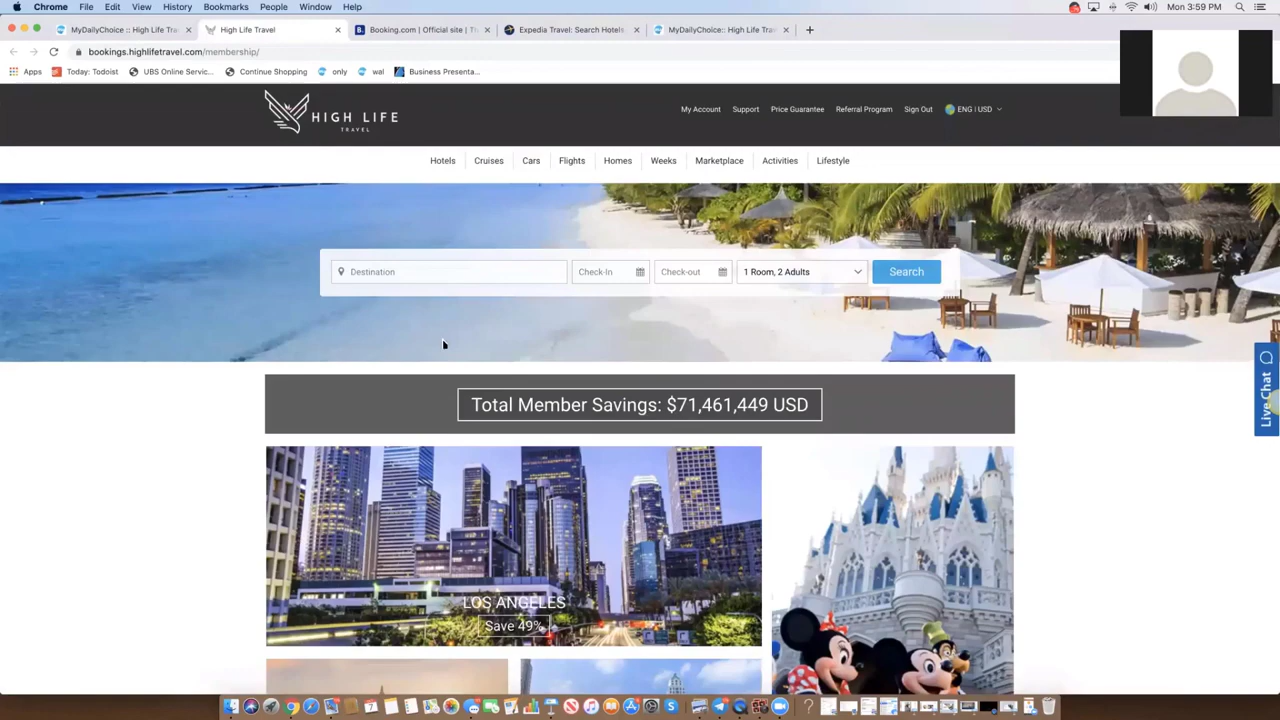 Chrome File Edit View History Bookmarks People Window Help Mon 3:59 PM
MyDailyChoice :: High Life Tra High Life Travel Booking.com | Official site | Th Expedia Travel: Search Hotels, MyDailyChoice:: High Life Trav
bookings.highlifetravel.com/membership/
Apps Today: Todoist UBS Online Servic... Continue Shopping only wal Business Presenta...
HIGH LIFE
TRAVEL
My Account Support Price Guarantee Referral Program Sign Out ENG | USD
Hotels Cruises Cars Flights Homes Weeks Marketplace Activities Lifestyle
Destination Check-In Check-out 1 Room, 2 Adults Search
Live Chat
Total Member Savings: $71,461,449 USD
LOS ANGELES
Save 49%